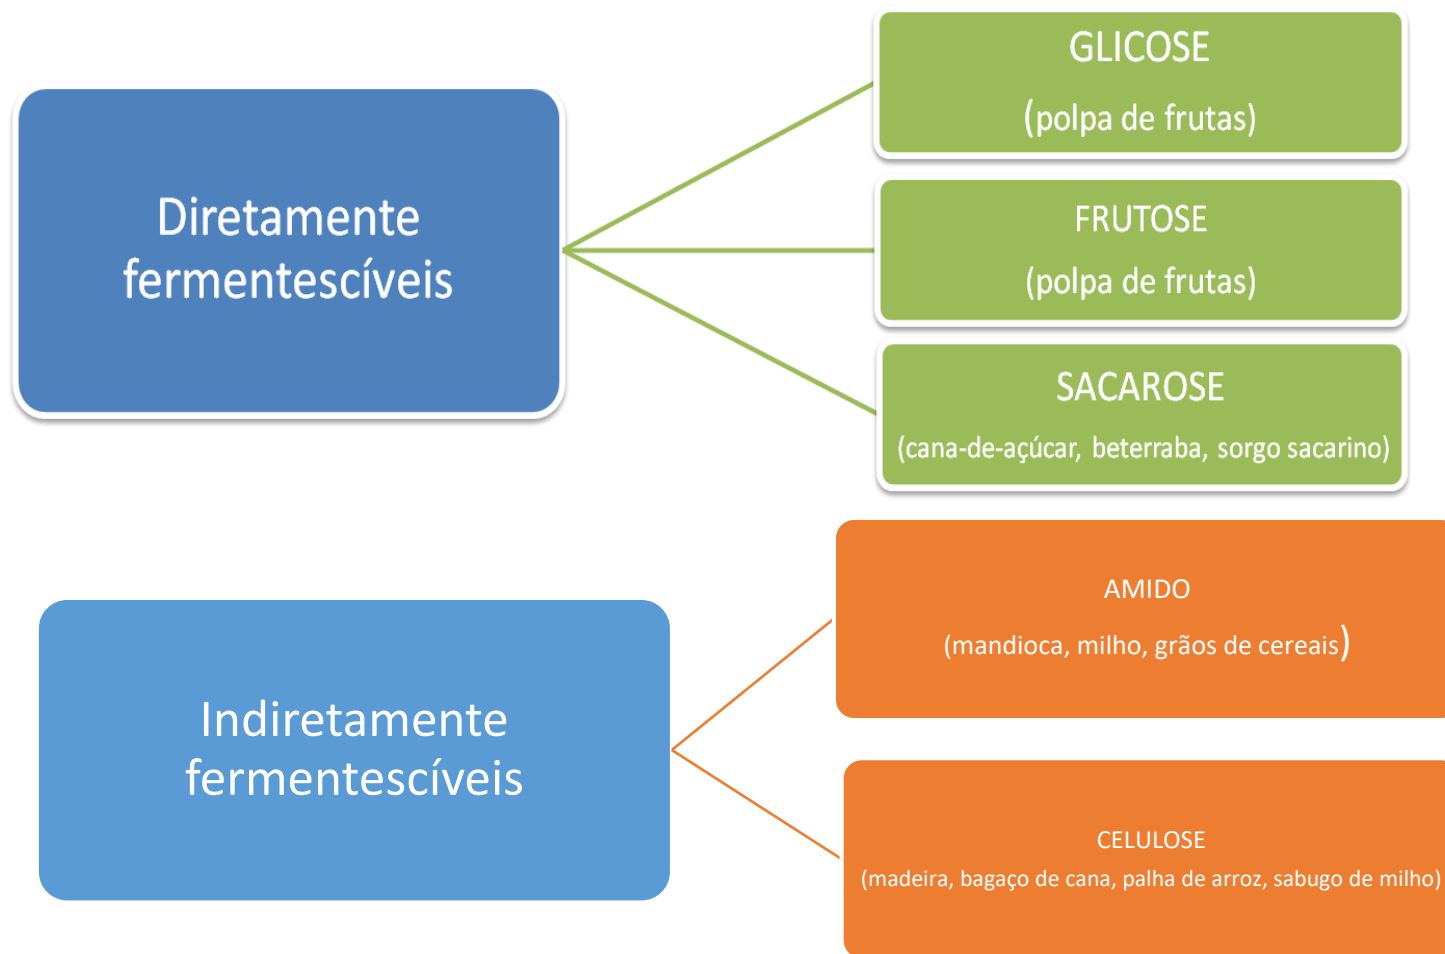 Diretamente
fermentescíveis
GLICOSE
(polpa de frutas)
FRUTOSE
(polpa de frutas)
SACAROSE
(cana-de-açúcar, beterraba, sorgo sacarino)
Indiretamente
fermentescíveis
AMIDO
(mandioca, milho, grãos de cereais)
CELULOSE
(madeira, bagaço de cana, palha de arroz, sabugo de milho)